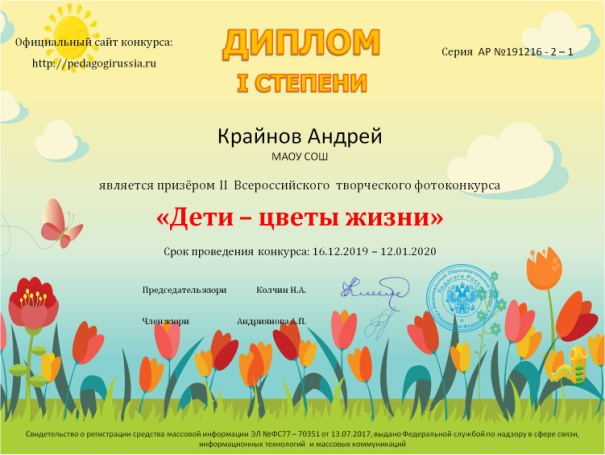 Официальный сайт конкурса:
http://pedagogirussia.ru
ДИПЛОМ
I СТЕПЕНИ
Серия АР №191216 - 2 – 1
Крайнов Андрей
МАОУ СОШ
является призёром II Всероссийского творческого фотоконкурса
«Дети – цветы жизни»
Срок проведения конкурса: 16.12.2019 – 12.01.2020
Председатель жюри Колчин Н.А.
Член жюри Андриянова А.П.
Свидетельство о регистрации средства массовой информации ЭЛ №ФС77 – 70351 от 13.07.2017, выдано Федеральной службой по надзору в сфере связи,
информационных технологий и массовых коммуникаций